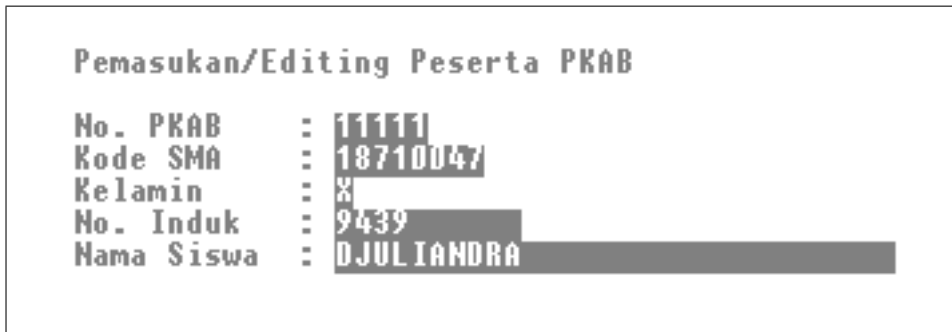 Pemasukan/Editing Peserta PKAB
No. PKAB : 11111
Kode SMA : 18710047
Kelamin : X
No. Induk : 9439
Nama Siswa : DJULIANDRA